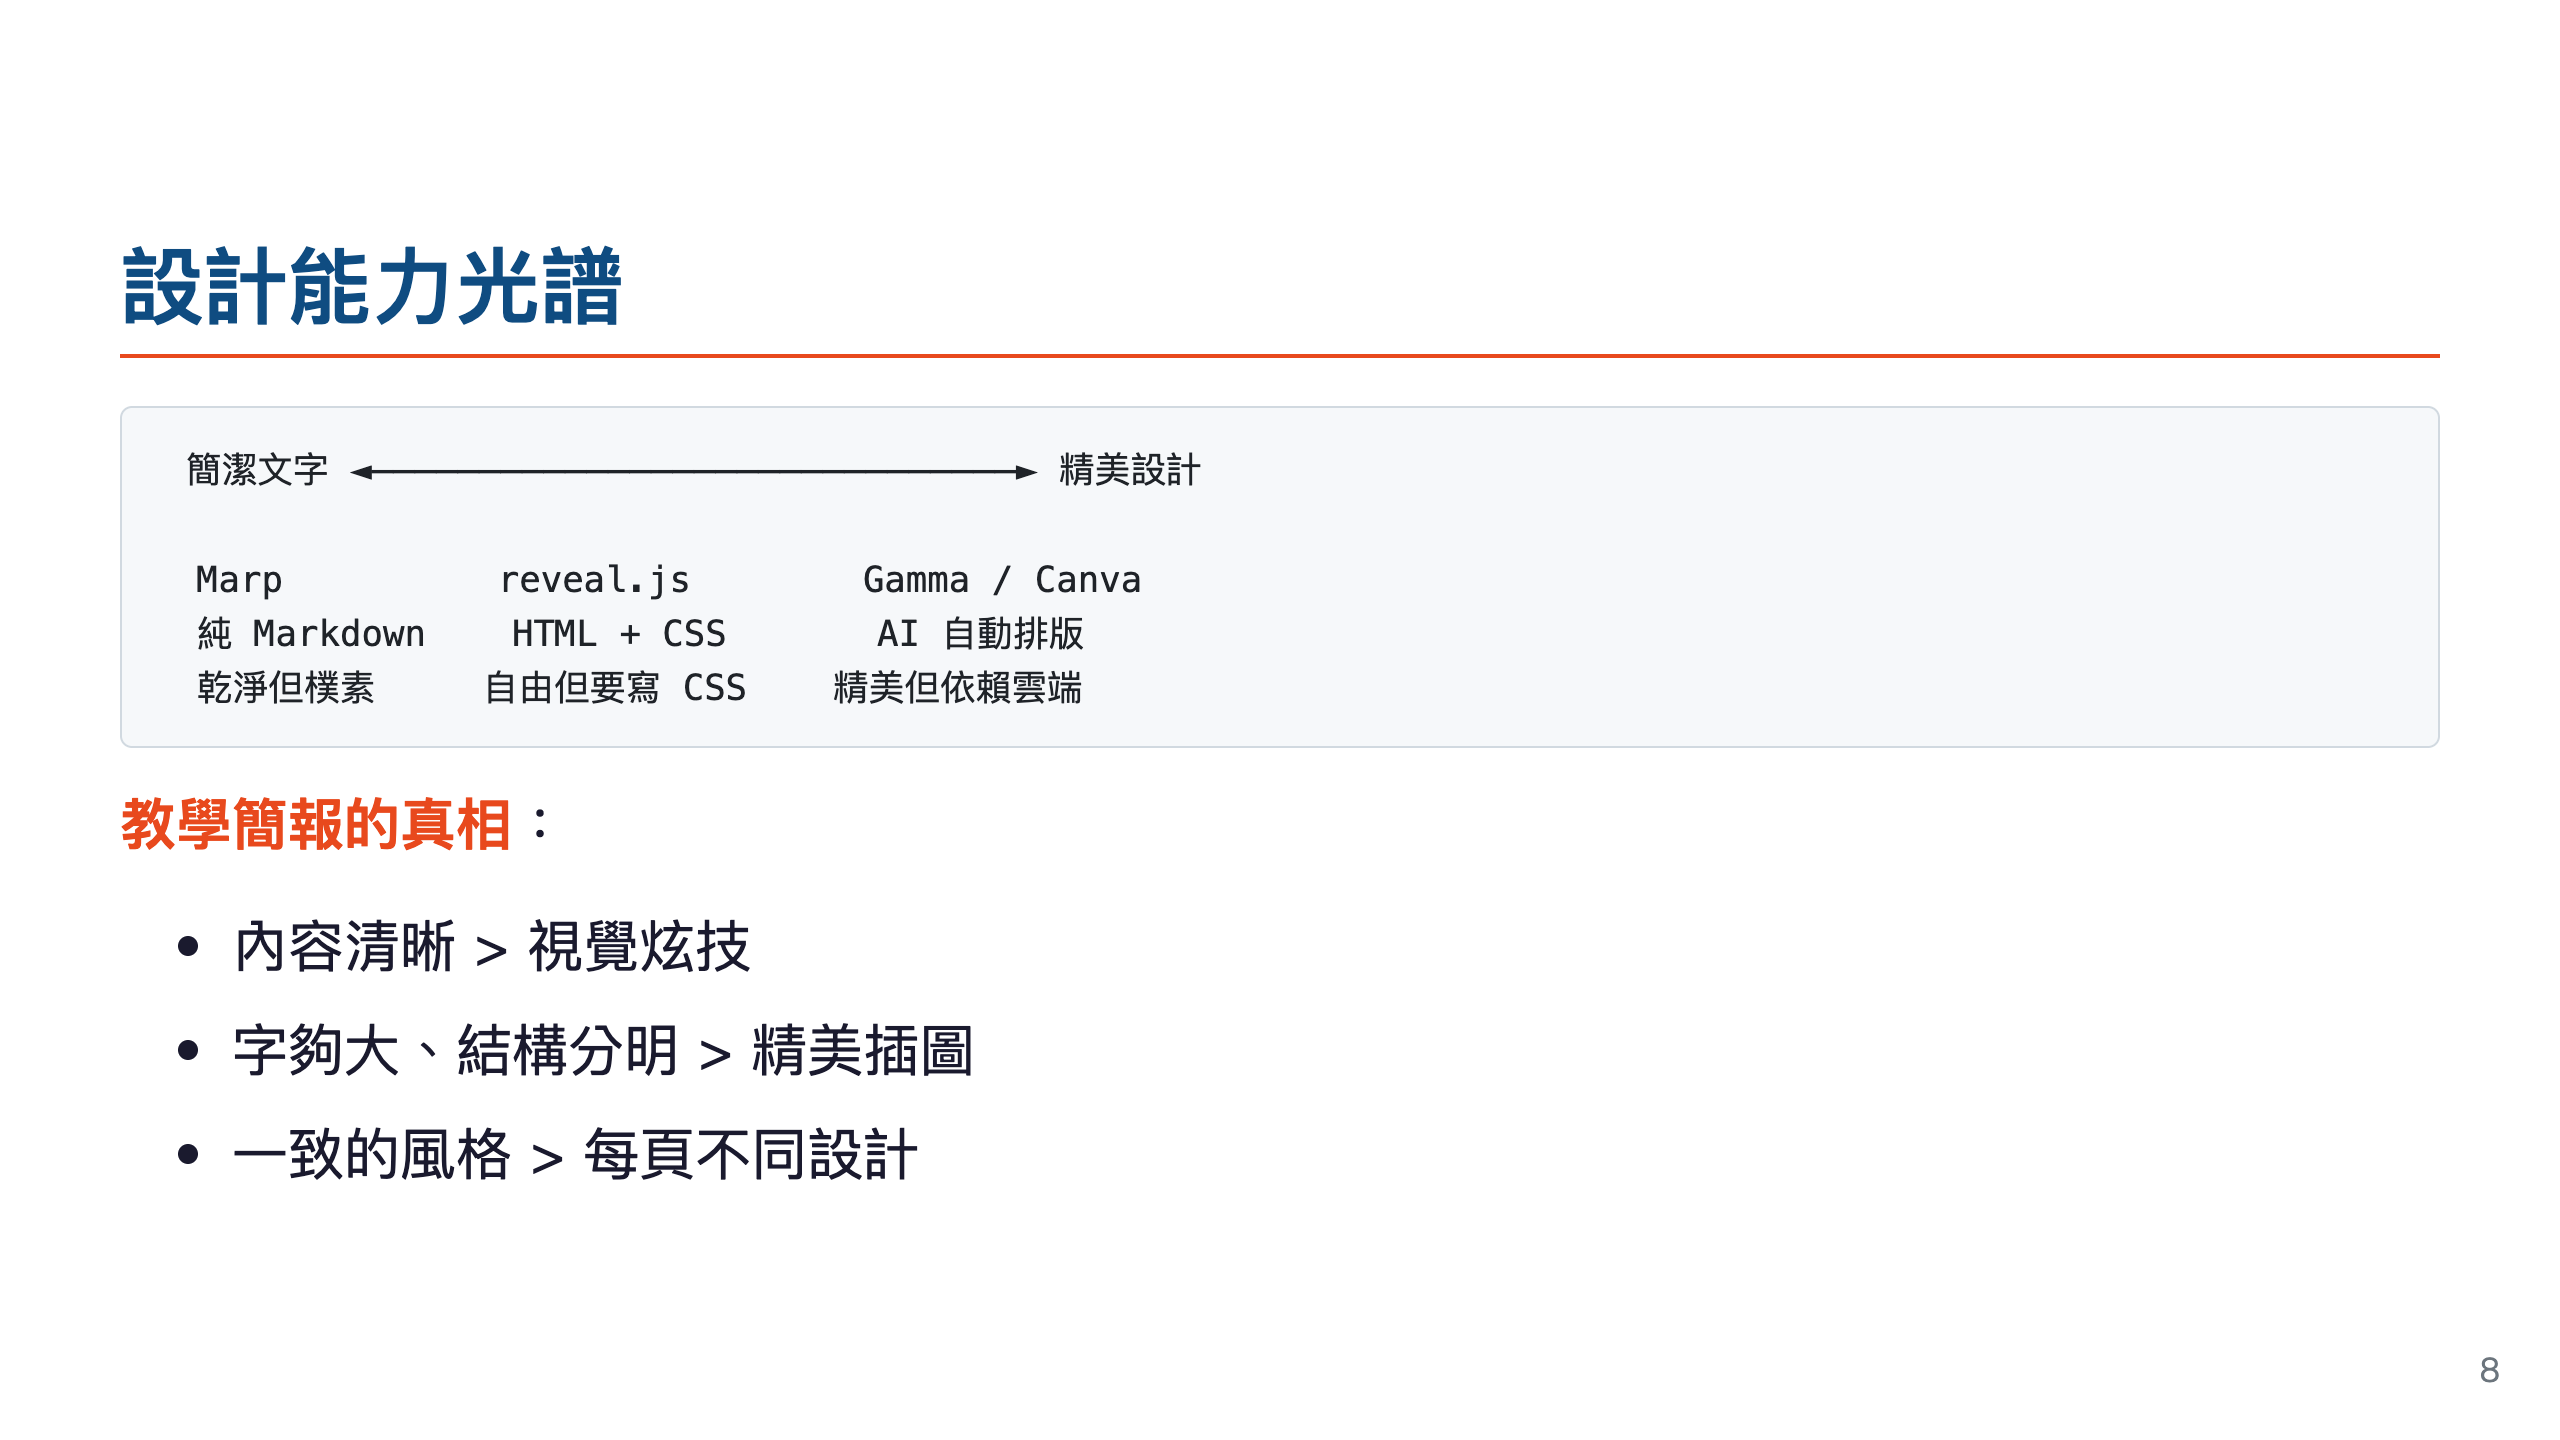 設計能力光譜
簡潔文字 ◄────────────────────────────► 精美設計
Marp reveal.js Gamma / Canva
純 Markdown HTML + CSS AI 自動排版
乾淨但樸素 自由但要寫 CSS 精美但依賴雲端
教學簡報的真相：
• 內容清晰 > 視覺炫技
• 字夠大、結構分明 > 精美插圖
• 一致的風格 > 每頁不同設計
8